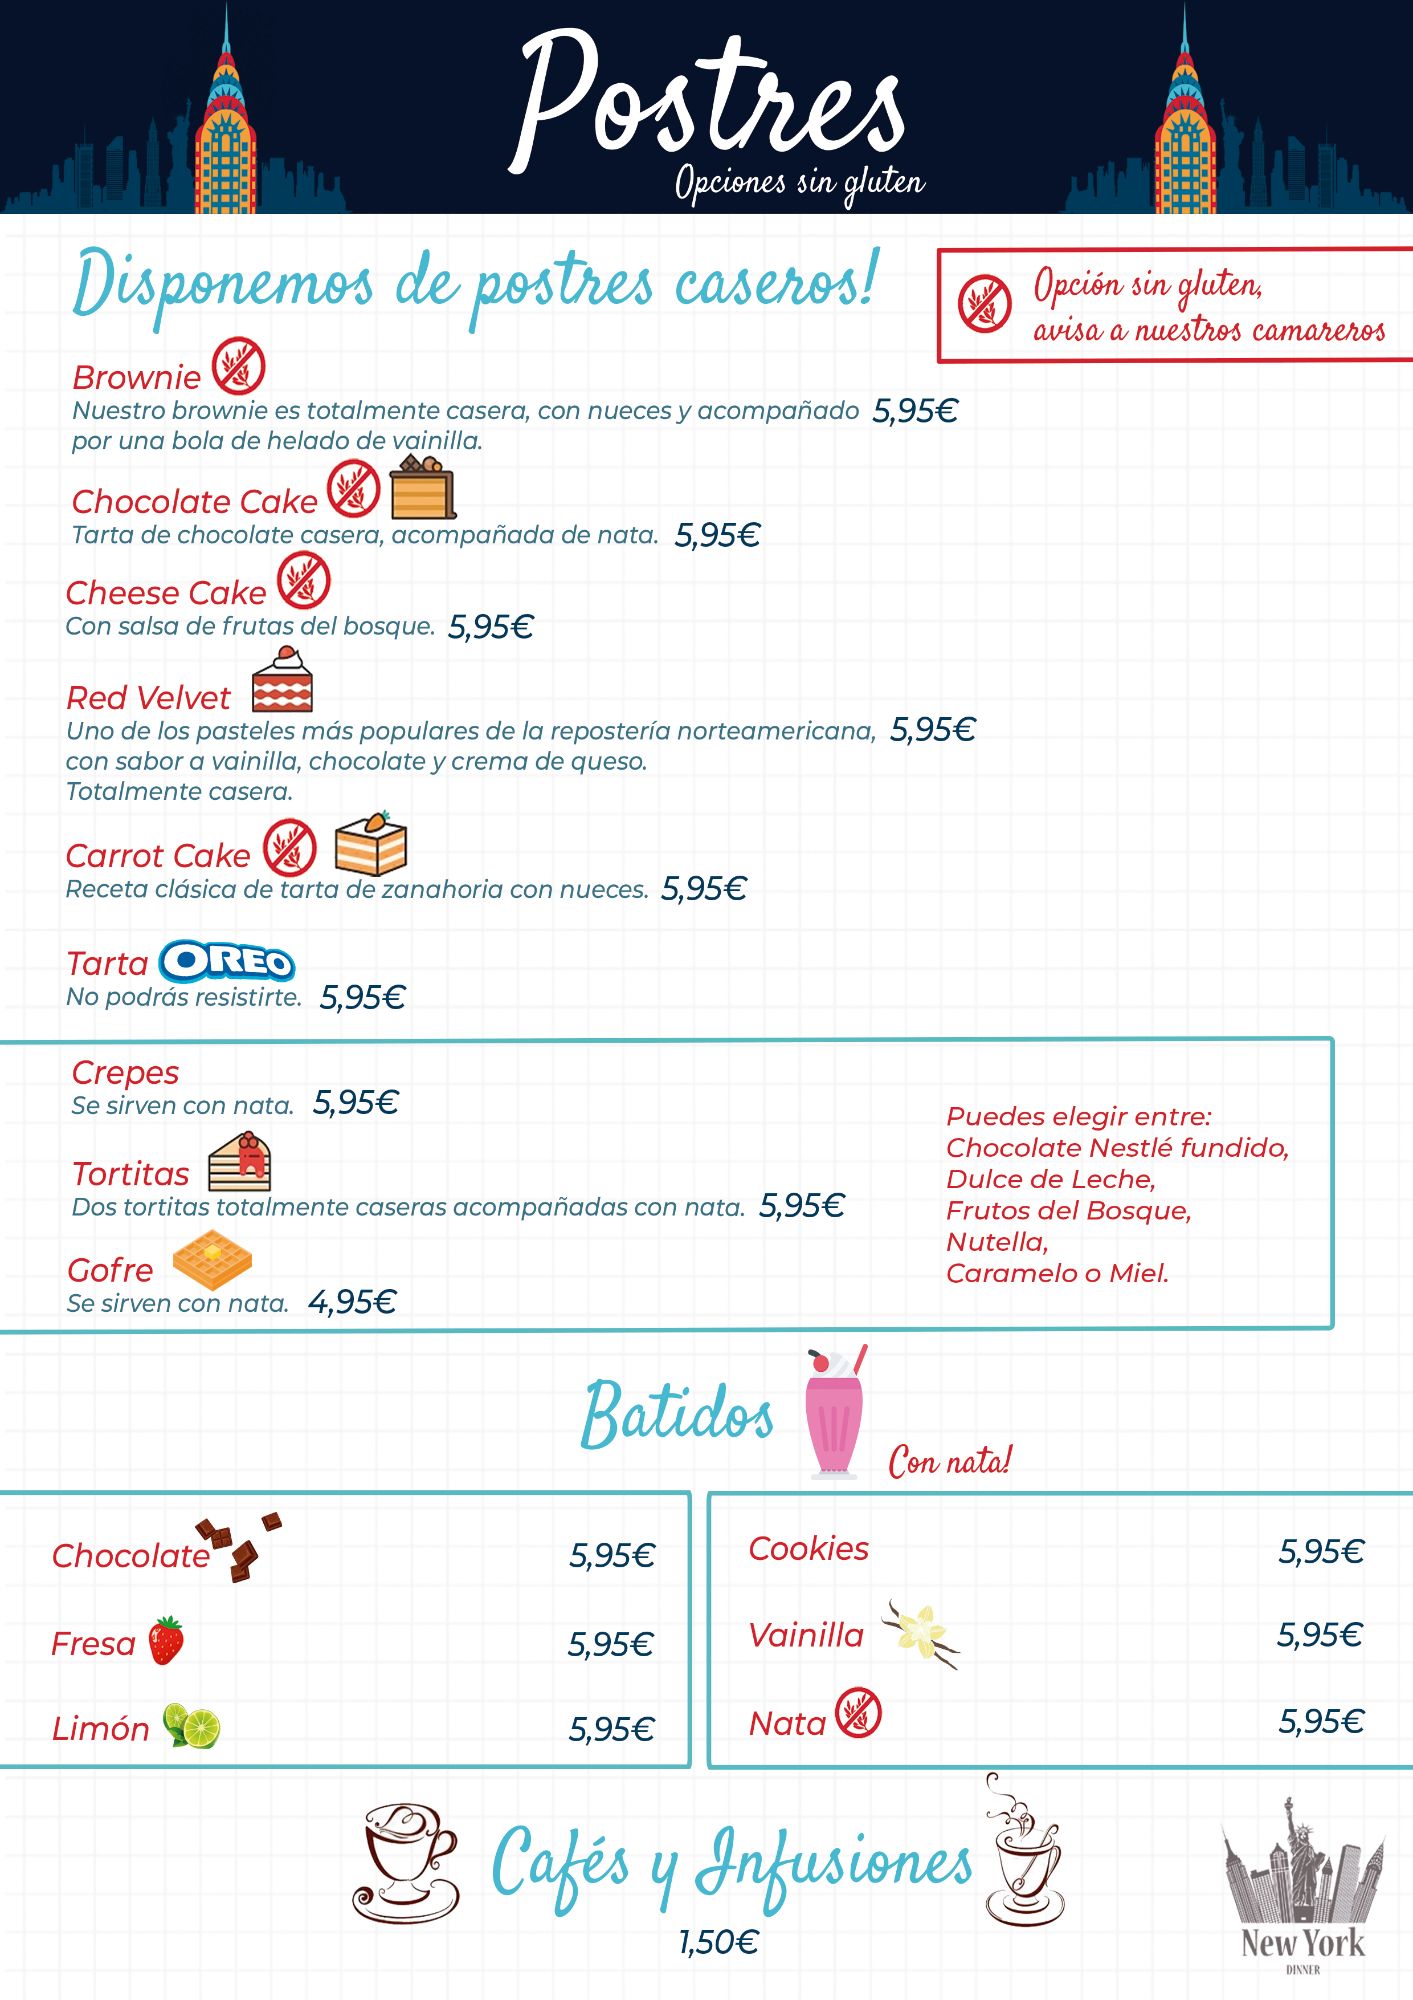 Postres
Opciones sin gluten
Disponemos de postres caseros!
Opción sin gluten,
avisa a nuestros camareros
Brownie
Nuestro brownie es totalmente casera, con nueces y acompañado 5,95€
por una bola de helado de vainilla.
Chocolate Cake
Tarta de chocolate casera, acompañada de nata. 5,95€
Cheese Cake
Con salsa de frutas del bosque. 5,95€
Red Velvet
Uno de los pasteles más populares de la repostería norteamericana, 5,95€
con sabor a vainilla, chocolate y crema de queso.
Totalmente casera.
Carrot Cake
Receta clásica de tarta de zanahoria con nueces. 5,95€
Tarta OREO
No podrás resistirte. 5,95€
Crepes
Se sirven con nata. 5,95€
Tortitas
Dos tortitas totalmente caseras acompañadas con nata. 5,95€
Gofre
Se sirven con nata. 4,95€
Puedes elegir entre:
Chocolate Nestlé fundido,
Dulce de Leche,
Frutos del Bosque,
Nutella,
Caramelo o Miel.
Batidos
Con nata!
Chocolate 5,95€
Fresa 5,95€
Limón 5,95€
Cookies 5,95€
Vainilla 5,95€
Nata 5,95€
Cafés y Infusiones
1,50€
New York
DINNER